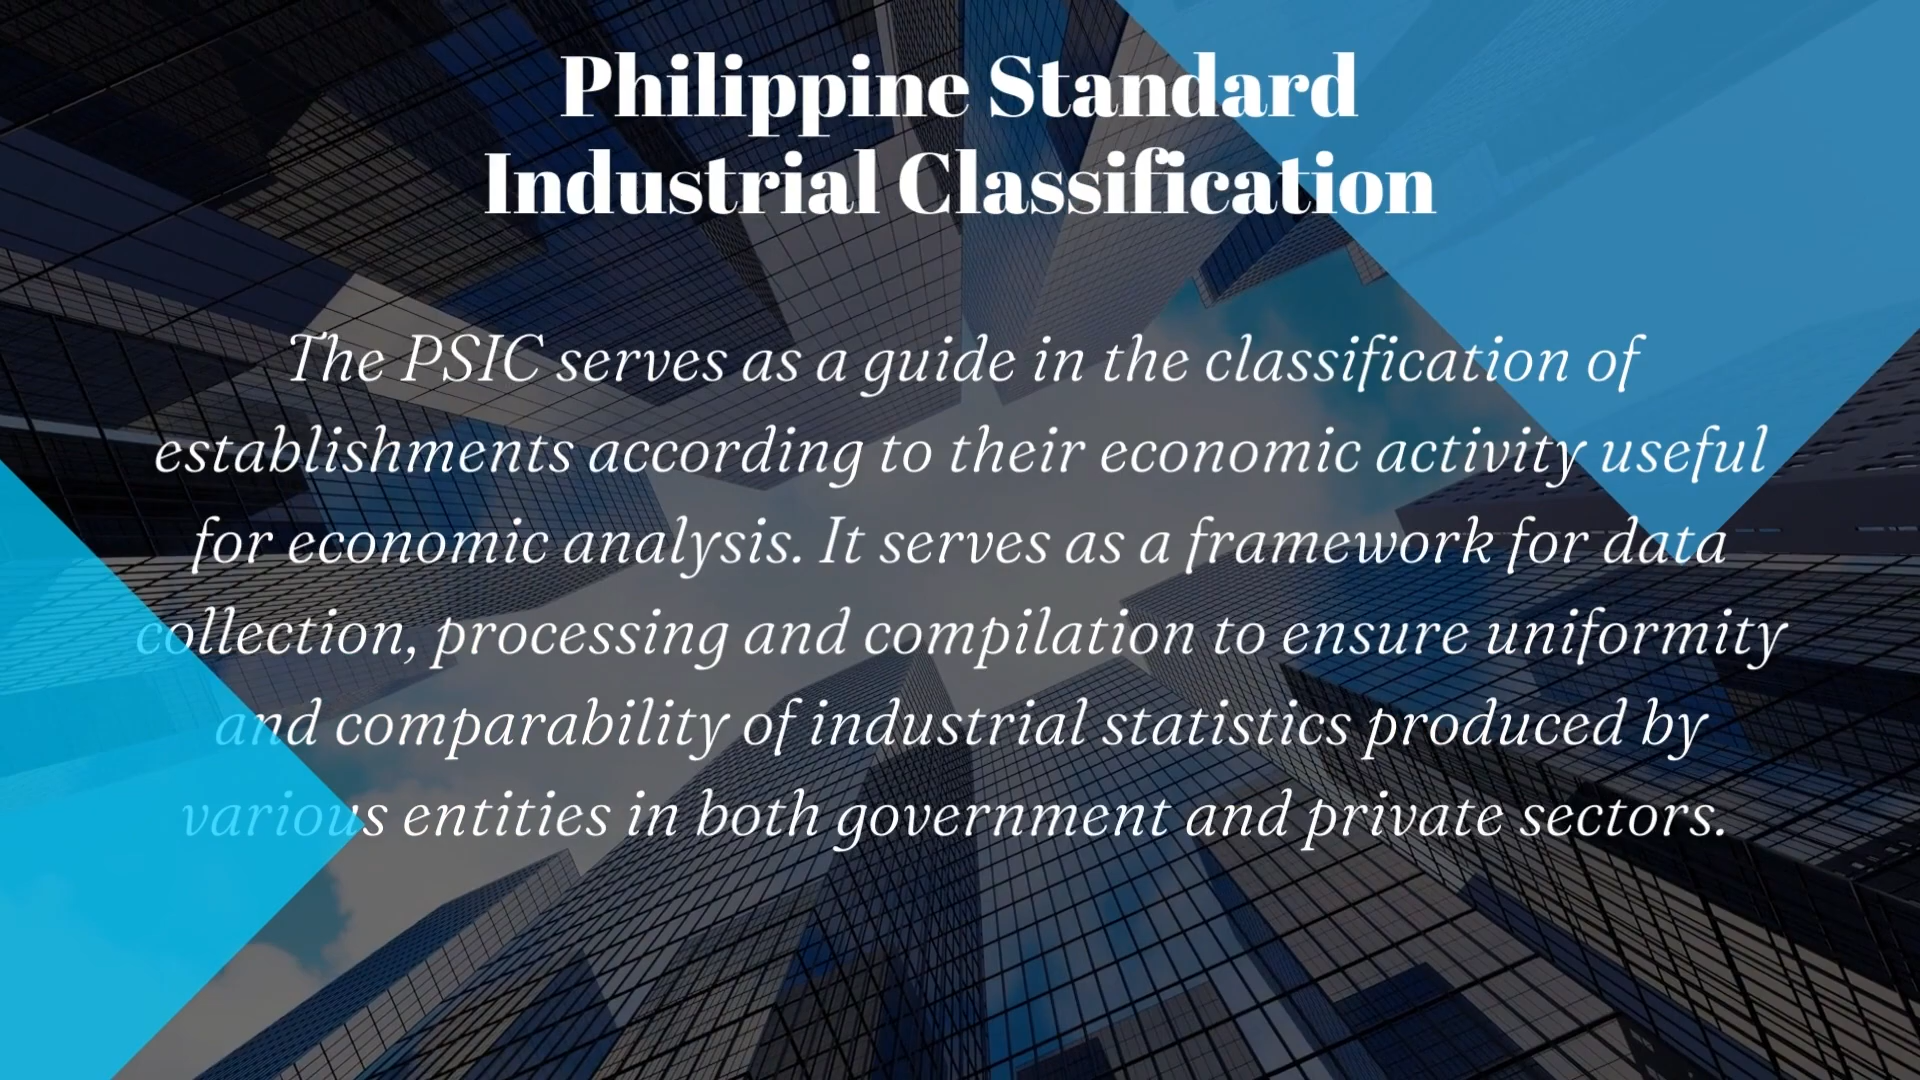 Philippine Standard
Industrial Classification
The PSIC serves as a guide in the classification of
establishments according to their economic activity useful
for economic analysis. It serves as a framework for data
collection, processing and compilation to ensure uniformity
and comparability of industrial statistics produced by
various entities in both government and private sectors.